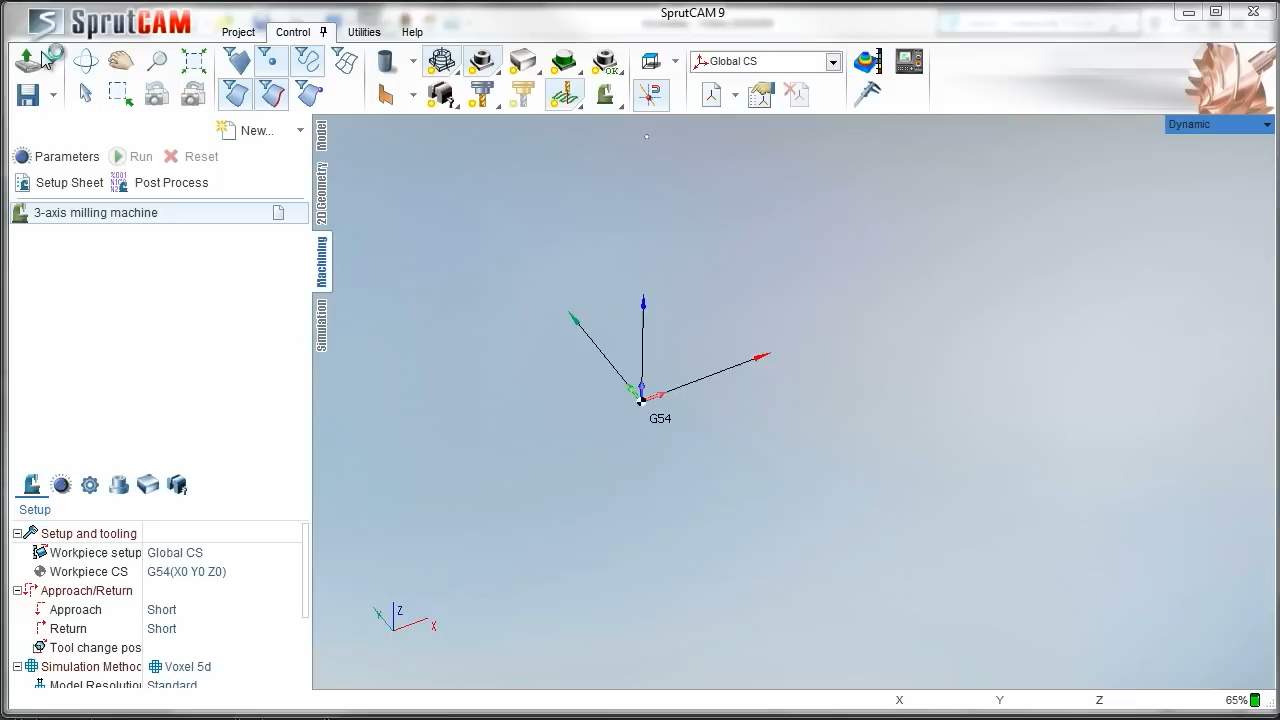 SprutCAM 9
SprutCAM
Project Control Utilities Help
Global CS
New...
Parameters Run Reset
Setup Sheet Post Process
3-axis milling machine
Model
2D Geometry
Machining
Simulation
Dynamic
G54
Setup
Setup and tooling
Workpiece setup Global CS
Workpiece CS G54(X0 Y0 Z0)
Approach/Return
Approach Short
Return Short
Tool change pos
Simulation Methoc Voxel 5d
Model Resolution Standard
Z
Y
X
X Y Z 65%